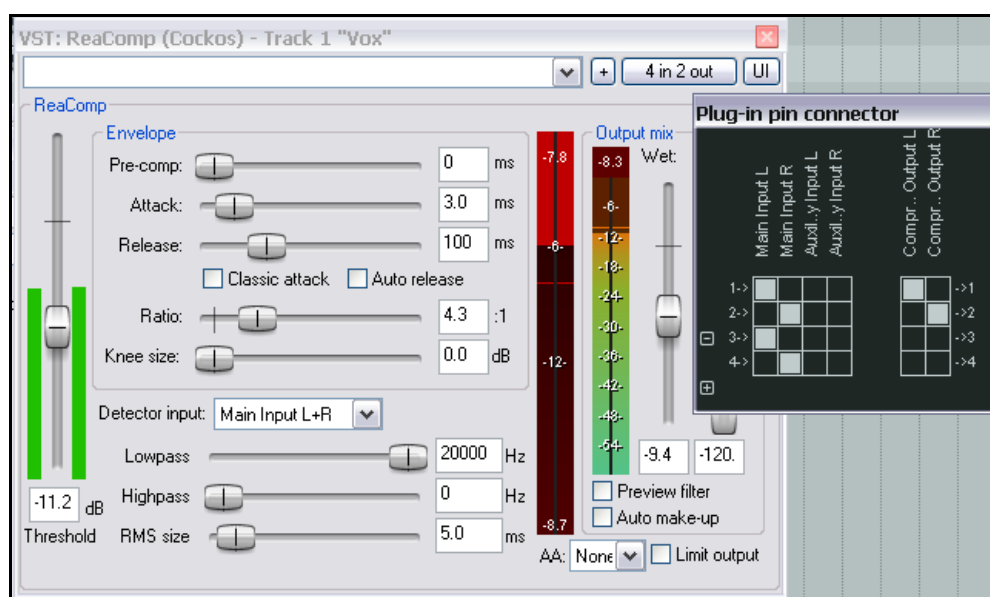 VST: ReaComp (Cockos) - Track 1 "Vox"
+ 4 in 2 out UI
ReaComp
Envelope
Pre-comp: 0 ms
Attack: 3.0 ms
Release: 100 ms
Classic attack Auto release
Ratio: 4.3 :1
Knee size: 0.0 dB
Detector input: Main Input L+R
Lowpass 20000 Hz
Highpass 0 Hz
RMS size 5.0 ms
-11.2 dB
Threshold
-7.8
-6-
-12-
-8.7
Output mix
-8.3
-6-
-12-
-18-
-24-
-30-
-36-
-42-
-48-
-54-
Wet:
-9.4 -120.
Preview filter
Auto make-up
AA: None Limit output
Plug-in pin connector
Main Input L
Main Input R
Auxil..y Input L
Auxil..y Input R
Compr.. Output L
Compr.. Output R
1-> ->1
2-> ->2
3-> ->3
4-> ->4